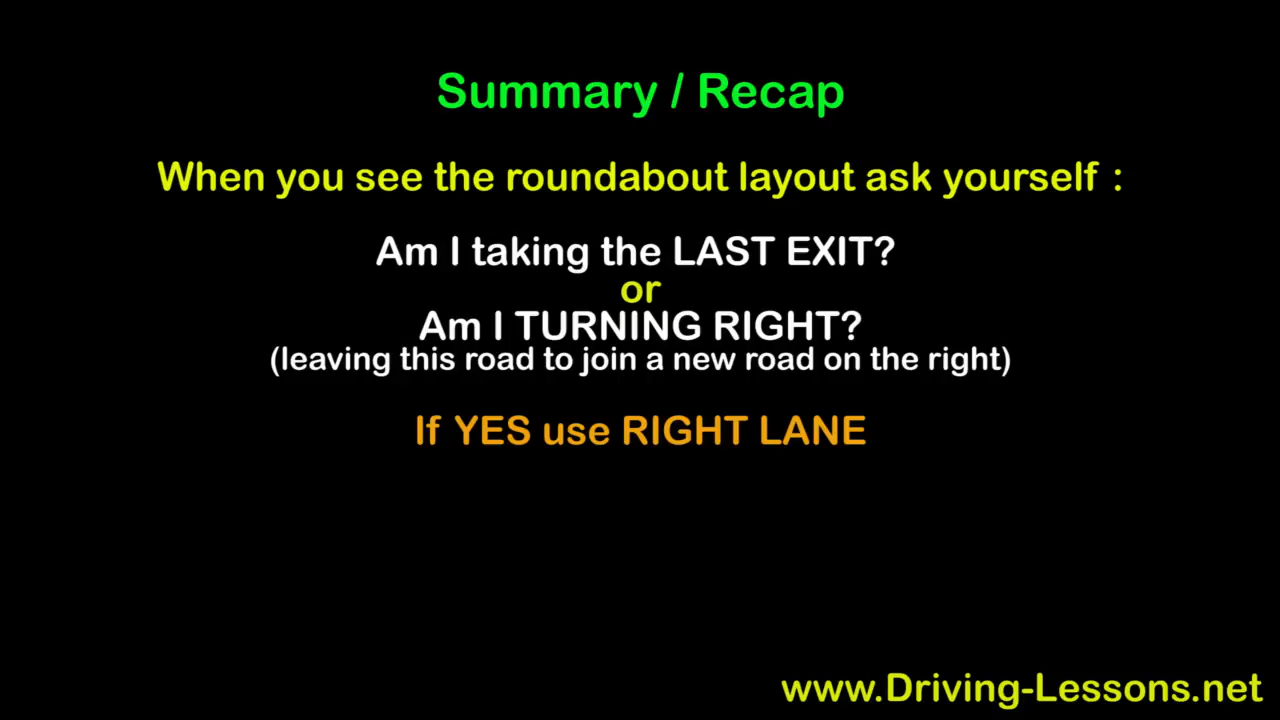 Summary / Recap
When you see the roundabout layout ask yourself :
Am I taking the LAST EXIT?
or
Am I TURNING RIGHT?
(leaving this road to join a new road on the right)
If YES use RIGHT LANE
www.Driving-Lessons.net